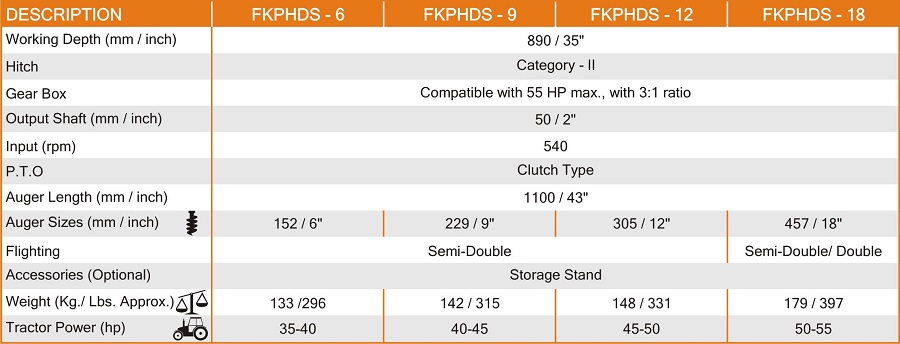 DESCRIPTION FKPHDS - 6 FKPHDS - 9 FKPHDS - 12 FKPHDS - 18
Working Depth (mm / inch) 890 / 35"
Hitch Category - II
Gear Box Compatible with 55 HP max., with 3:1 ratio
Output Shaft (mm / inch) 50 / 2"
Input (rpm) 540
P.T.O Clutch Type
Auger Length (mm / inch) 1100 / 43"
Auger Sizes (mm / inch) 152 / 6" 229 / 9" 305 / 12" 457 / 18"
Flighting Semi-Double Semi-Double/ Double
Accessories (Optional) Storage Stand
Weight (Kg./ Lbs. Approx.) 133 /296 142 / 315 148 / 331 179 / 397
Tractor Power (hp) 35-40 40-45 45-50 50-55